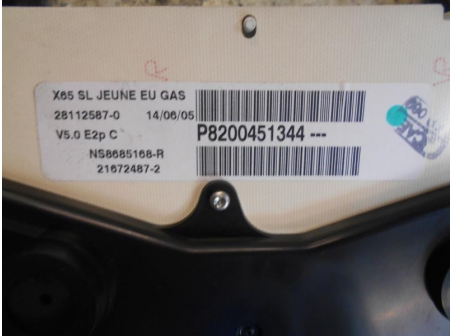 X65 SL JEUNE EU GAS
28112587-0 14/06/05
V5.0 E2p C
P8200451344 ---
NS8685168-R
21672487-2